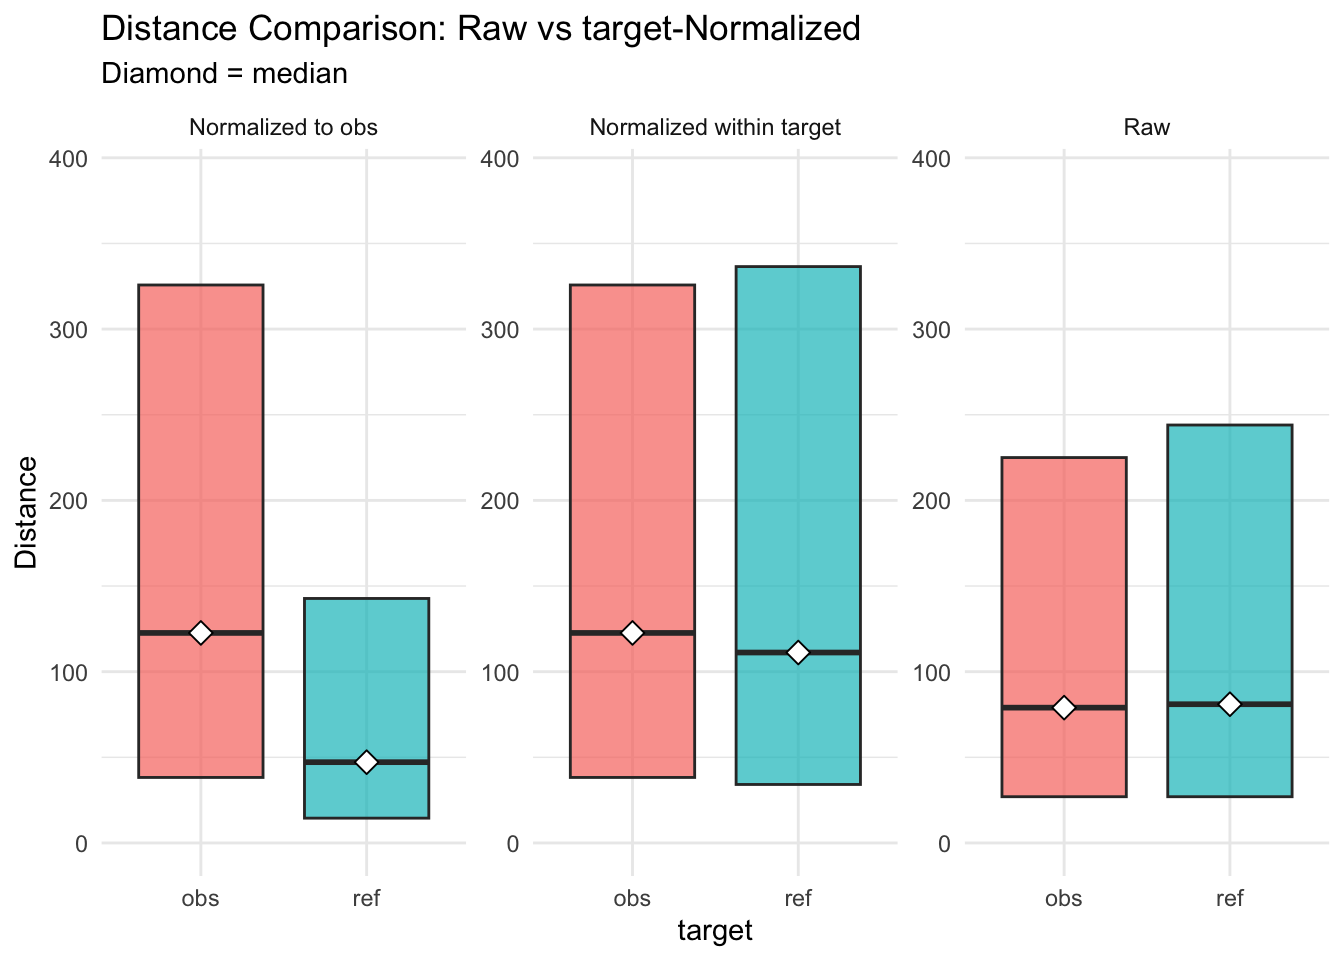 Distance Comparison: Raw vs target-Normalized
Diamond = median
Normalized to obs
Normalized within target
Raw
Distance
400
300
200
100
0
400
300
200
100
0
400
300
200
100
0
obs
ref
obs
ref
obs
ref
target